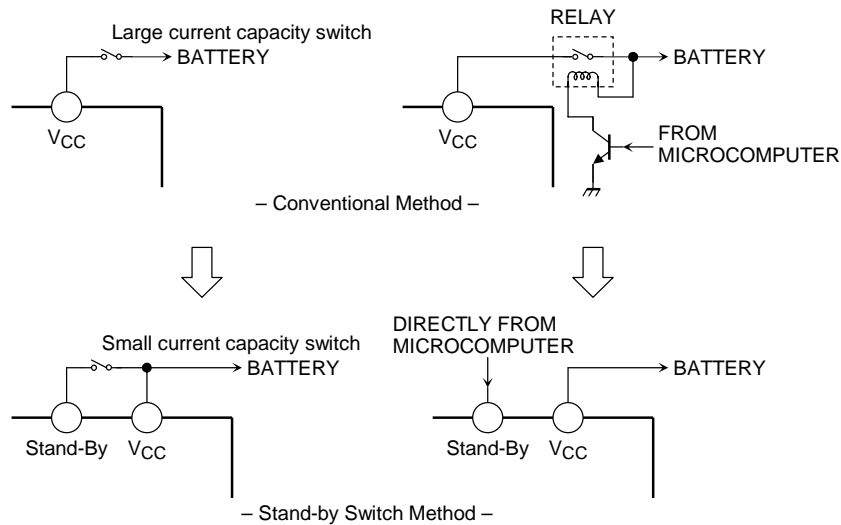 Large current capacity switch
BATTERY
VCC
RELAY
BATTERY
VCC
FROM
MICROCOMPUTER
– Conventional Method –
Small current capacity switch
BATTERY
Stand-By
VCC
DIRECTLY FROM
MICROCOMPUTER
BATTERY
Stand-By
VCC
– Stand-by Switch Method –